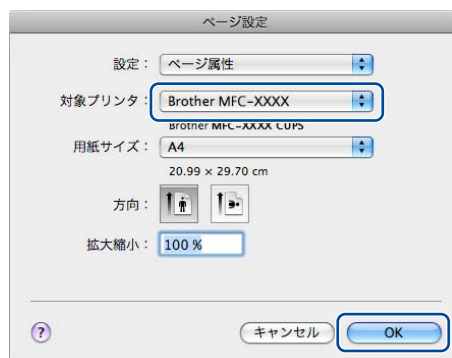 ページ設定
設定： ページ属性
対象プリンタ： Brother MFC-XXXX
Brother MFC-XXXX CUPS
用紙サイズ： A4
20.99 × 29.70 cm
方向：
拡大縮小： 100 %
? キャンセル OK